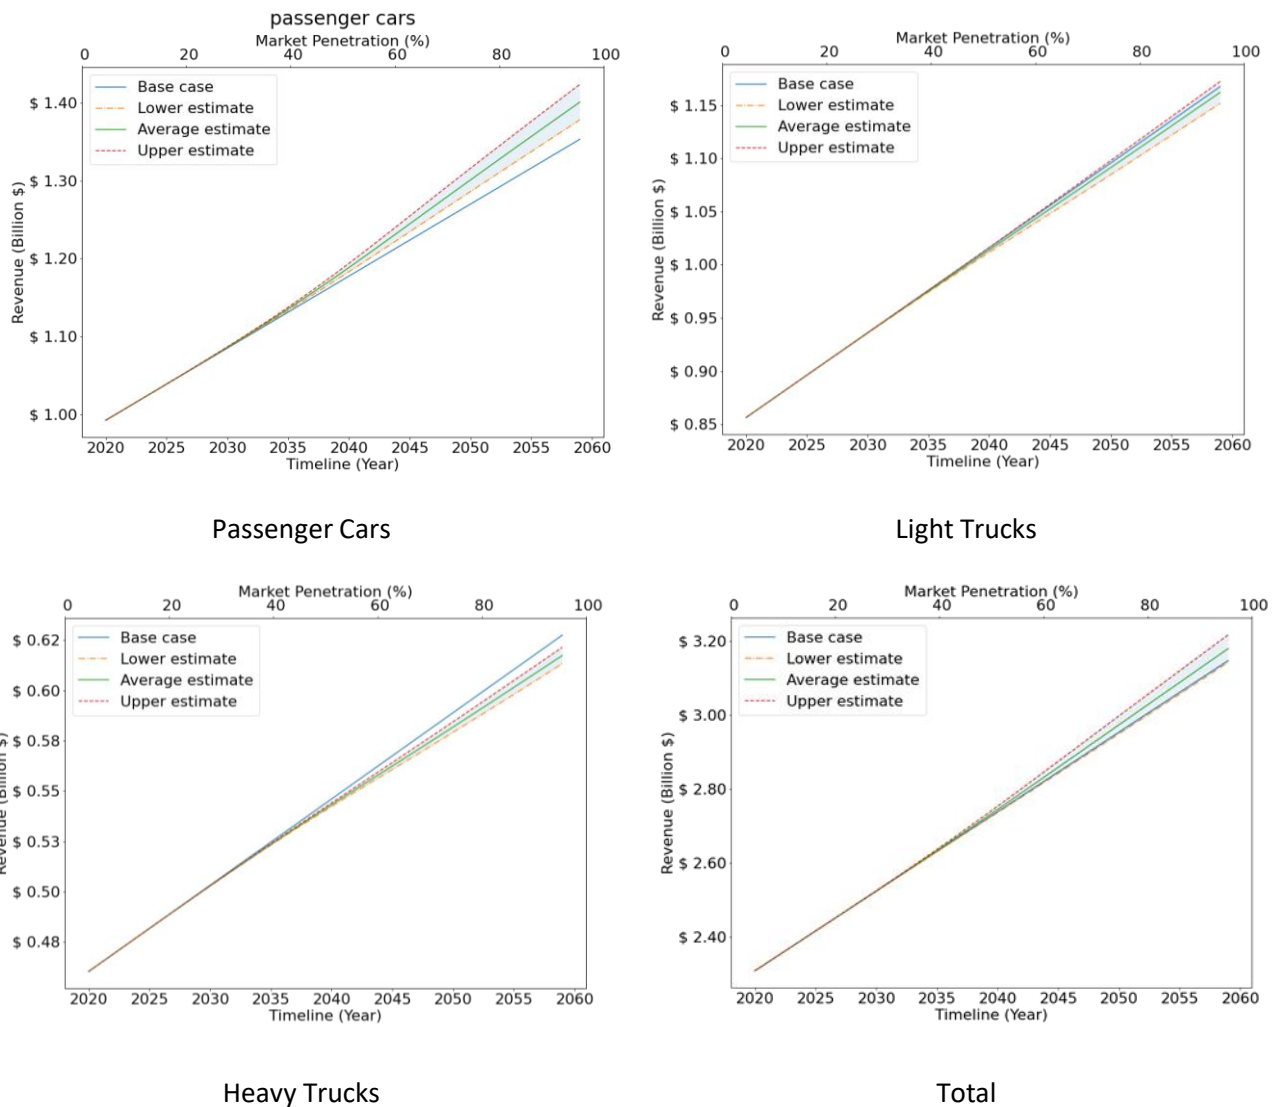 passenger cars
Market Penetration (%)
0 20 40 60 80 100
Base case
Lower estimate
Average estimate
Upper estimate
$ 1.40
$ 1.30
$ 1.20
$ 1.10
$ 1.00
Revenue (Billion $)
2020 2025 2030 2035 2040 2045 2050 2055 2060
Timeline (Year)
Passenger Cars
Market Penetration (%)
0 20 40 60 80 100
Base case
Lower estimate
Average estimate
Upper estimate
$ 1.15
$ 1.10
$ 1.05
$ 1.00
$ 0.95
$ 0.90
$ 0.85
Revenue (Billion $)
2020 2025 2030 2035 2040 2045 2050 2055 2060
Timeline (Year)
Light Trucks
Market Penetration (%)
0 20 40 60 80 100
Base case
Lower estimate
Average estimate
Upper estimate
$ 0.62
$ 0.60
$ 0.58
$ 0.55
$ 0.53
$ 0.50
$ 0.48
Revenue (Billion $)
2020 2025 2030 2035 2040 2045 2050 2055 2060
Timeline (Year)
Heavy Trucks
Market Penetration (%)
0 20 40 60 80 100
Base case
Lower estimate
Average estimate
Upper estimate
$ 3.20
$ 3.00
$ 2.80
$ 2.60
$ 2.40
Revenue (Billion $)
2020 2025 2030 2035 2040 2045 2050 2055 2060
Timeline (Year)
Total